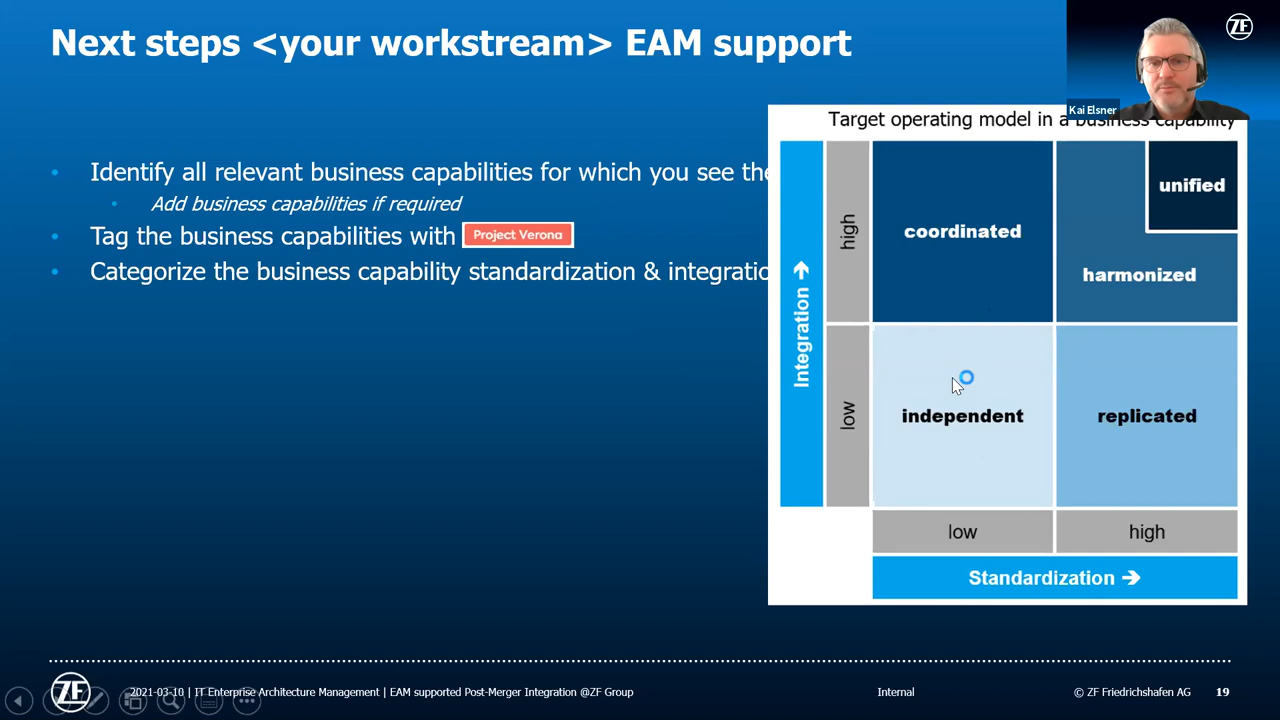 Next steps <your workstream> EAM support
ZF
Kai Elsner
Target operating model in a business capability
Identify all relevant business capabilities for which you see the
Add business capabilities if required
Tag the business capabilities with Project Verona
Categorize the business capability standardization & integratio
Integration →
high
low
coordinated
unified
harmonized
independent
replicated
low
high
Standardization →
ZF
2021-03-10 | IT Enterprise Architecture Management | EAM supported Post-Merger Integration @ZF Group
Internal
© ZF Friedrichshafen AG
19